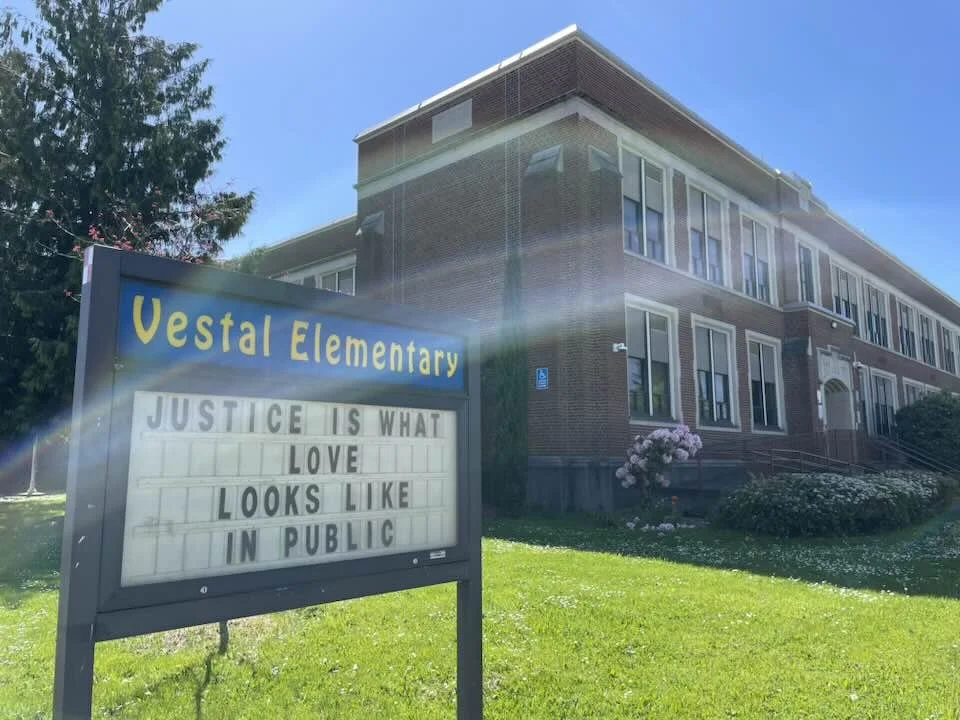 Vestal Elementary
JUSTICE IS WHAT
LOVE
LOOKS LIKE
IN PUBLIC